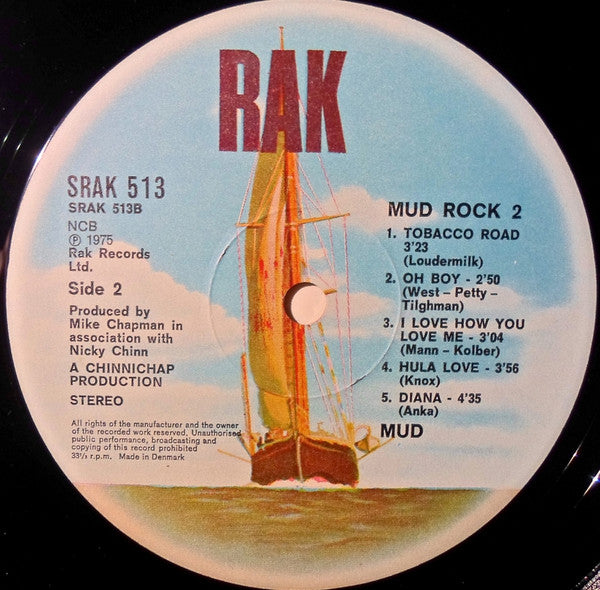 RAK
SRAK 513
SRAK 513B
NCB
Ⓟ 1975
Rak Records
Ltd.
Side 2
Produced by
Mike Chapman in
association with
Nicky Chinn
A CHINNICHAP
PRODUCTION
STEREO
All rights of the manufacturer and the owner
of the recorded work reserved. Unauthorised
public performance, broadcasting and
copying of this record prohibited
33⅓ r.p.m. Made in Denmark
MUD ROCK 2
1. TOBACCO ROAD
3'23
(Loudermilk)
2. OH BOY - 2'50
(West – Petty –
Tilghman)
3. I LOVE HOW YOU
LOVE ME - 3'04
(Mann – Kolber)
4. HULA LOVE - 3'56
(Knox)
5. DIANA - 4'35
(Anka)
MUD